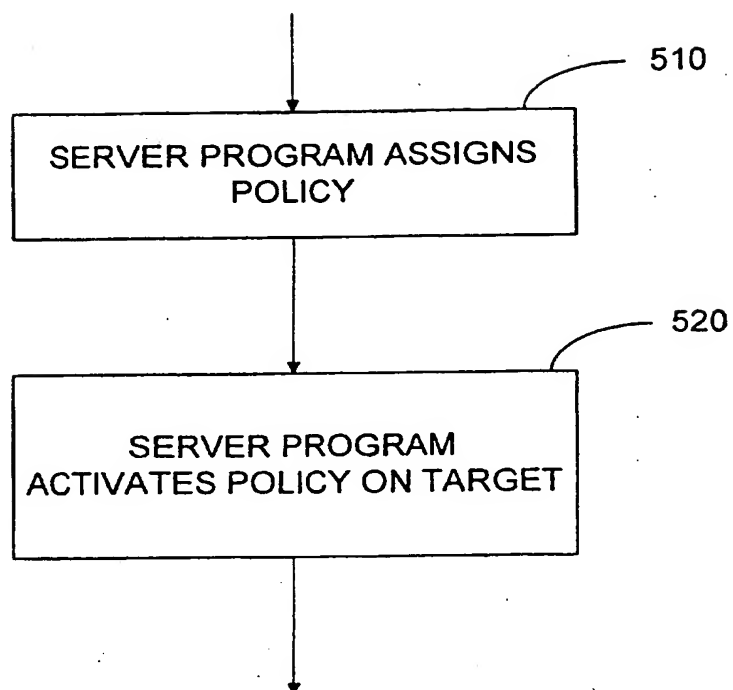 510
SERVER PROGRAM ASSIGNS
POLICY
520
SERVER PROGRAM
ACTIVATES POLICY ON TARGET